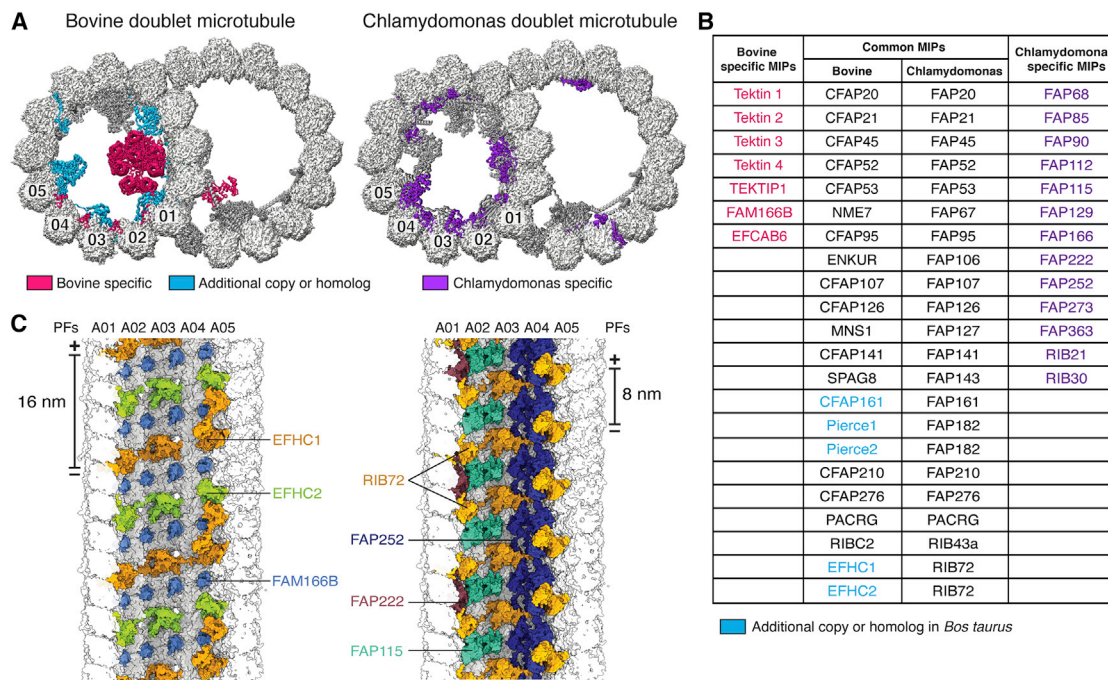 A
Bovine doublet microtubule
Chlamydomonas doublet microtubule
05
04
03
02
01
05
04
03
02
01
Bovine specific
Additional copy or homolog
Chlamydomonas specific
B
Bovine specific MIPs
Common MIPs
Chlamydomonas specific MIPs
Bovine
Chlamydomonas
Tektin 1 CFAP20 FAP20 FAP68
Tektin 2 CFAP21 FAP21 FAP85
Tektin 3 CFAP45 FAP45 FAP90
Tektin 4 CFAP52 FAP52 FAP112
TEKTIP1 CFAP53 FAP53 FAP115
FAM166B NME7 FAP67 FAP129
EFCAB6 CFAP95 FAP95 FAP166
ENKUR FAP106 FAP222
CFAP107 FAP107 FAP252
CFAP126 FAP126 FAP273
MNS1 FAP127 FAP363
CFAP141 FAP141 RIB21
SPAG8 FAP143 RIB30
CFAP161 FAP161
Pierce1 FAP182
Pierce2 FAP182
CFAP210 FAP210
CFAP276 FAP276
PACRG PACRG
RIBC2 RIB43a
EFHC1 RIB72
EFHC2 RIB72
Additional copy or homolog in Bos taurus
C
PFs A01 A02 A03 A04 A05
+
16 nm
=
EFHC1
EFHC2
FAM166B
A01 A02 A03 A04 A05 PFs
+
8 nm
=
RIB72
FAP252
FAP222
FAP115